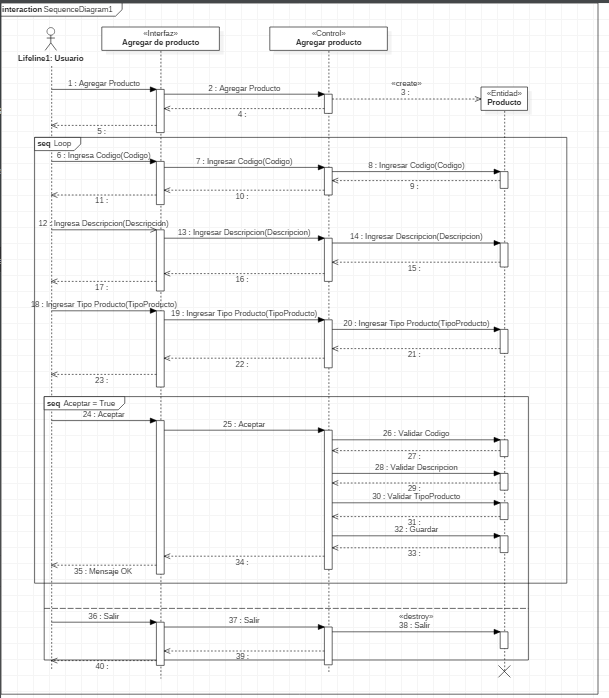 interaction SequenceDiagram1
«Interfaz»
Agregar de producto
«Control»
Agregar producto
Lifeline1: Usuario
1 : Agregar Producto
2 : Agregar Producto
«create»
3 :
«Entidad»
Producto
4 :
5 :
seq Loop
6 : Ingresa Codigo(Codigo)
7 : Ingresar Codigo(Codigo)
8 : Ingresar Codigo(Codigo)
9 :
10 :
11 :
12 : Ingresa Descripcion(Descripcion)
13 : Ingresar Descripcion(Descripcion)
14 : Ingresar Descripcion(Descripcion)
15 :
16 :
17 :
18 : Ingresar Tipo Producto(TipoProducto)
19 : Ingresar Tipo Producto(TipoProducto)
20 : Ingresar Tipo Producto(TipoProducto)
21 :
22 :
23 :
seq Aceptar = True
24 : Aceptar
25 : Aceptar
26 : Validar Codigo
27 :
28 : Validar Descripcion
29 :
30 : Validar TipoProducto
31 :
32 : Guardar
33 :
34 :
35 : Mensaje OK
36 : Salir
37 : Salir
«destroy»
38 : Salir
39 :
40 :